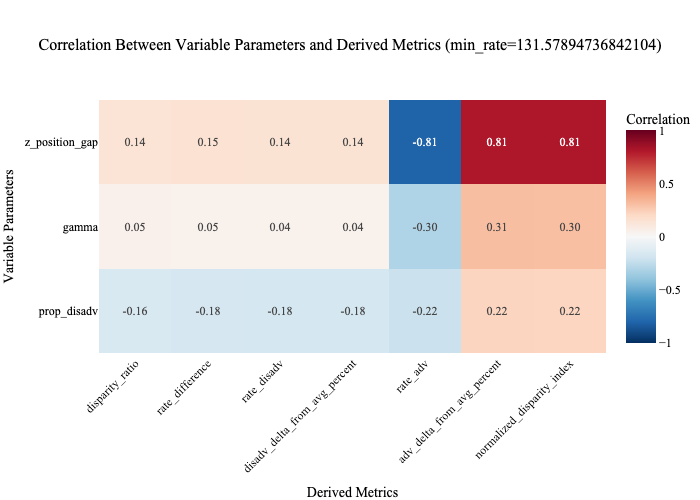 Correlation Between Variable Parameters and Derived Metrics (min_rate=131.57894736842104)
Correlation
z_position_gap 0.14 0.15 0.14 0.14 -0.81 0.81 0.81
gamma 0.05 0.05 0.04 0.04 -0.30 0.31 0.30
prop_disadv -0.16 -0.18 -0.18 -0.18 -0.22 0.22 0.22
Variable Parameters
1
0.5
0
−0.5
−1
disparity_ratio
rate_difference
rate_disadv
disadv_delta_from_avg_percent
rate_adv
adv_delta_from_avg_percent
normalized_disparity_index
Derived Metrics